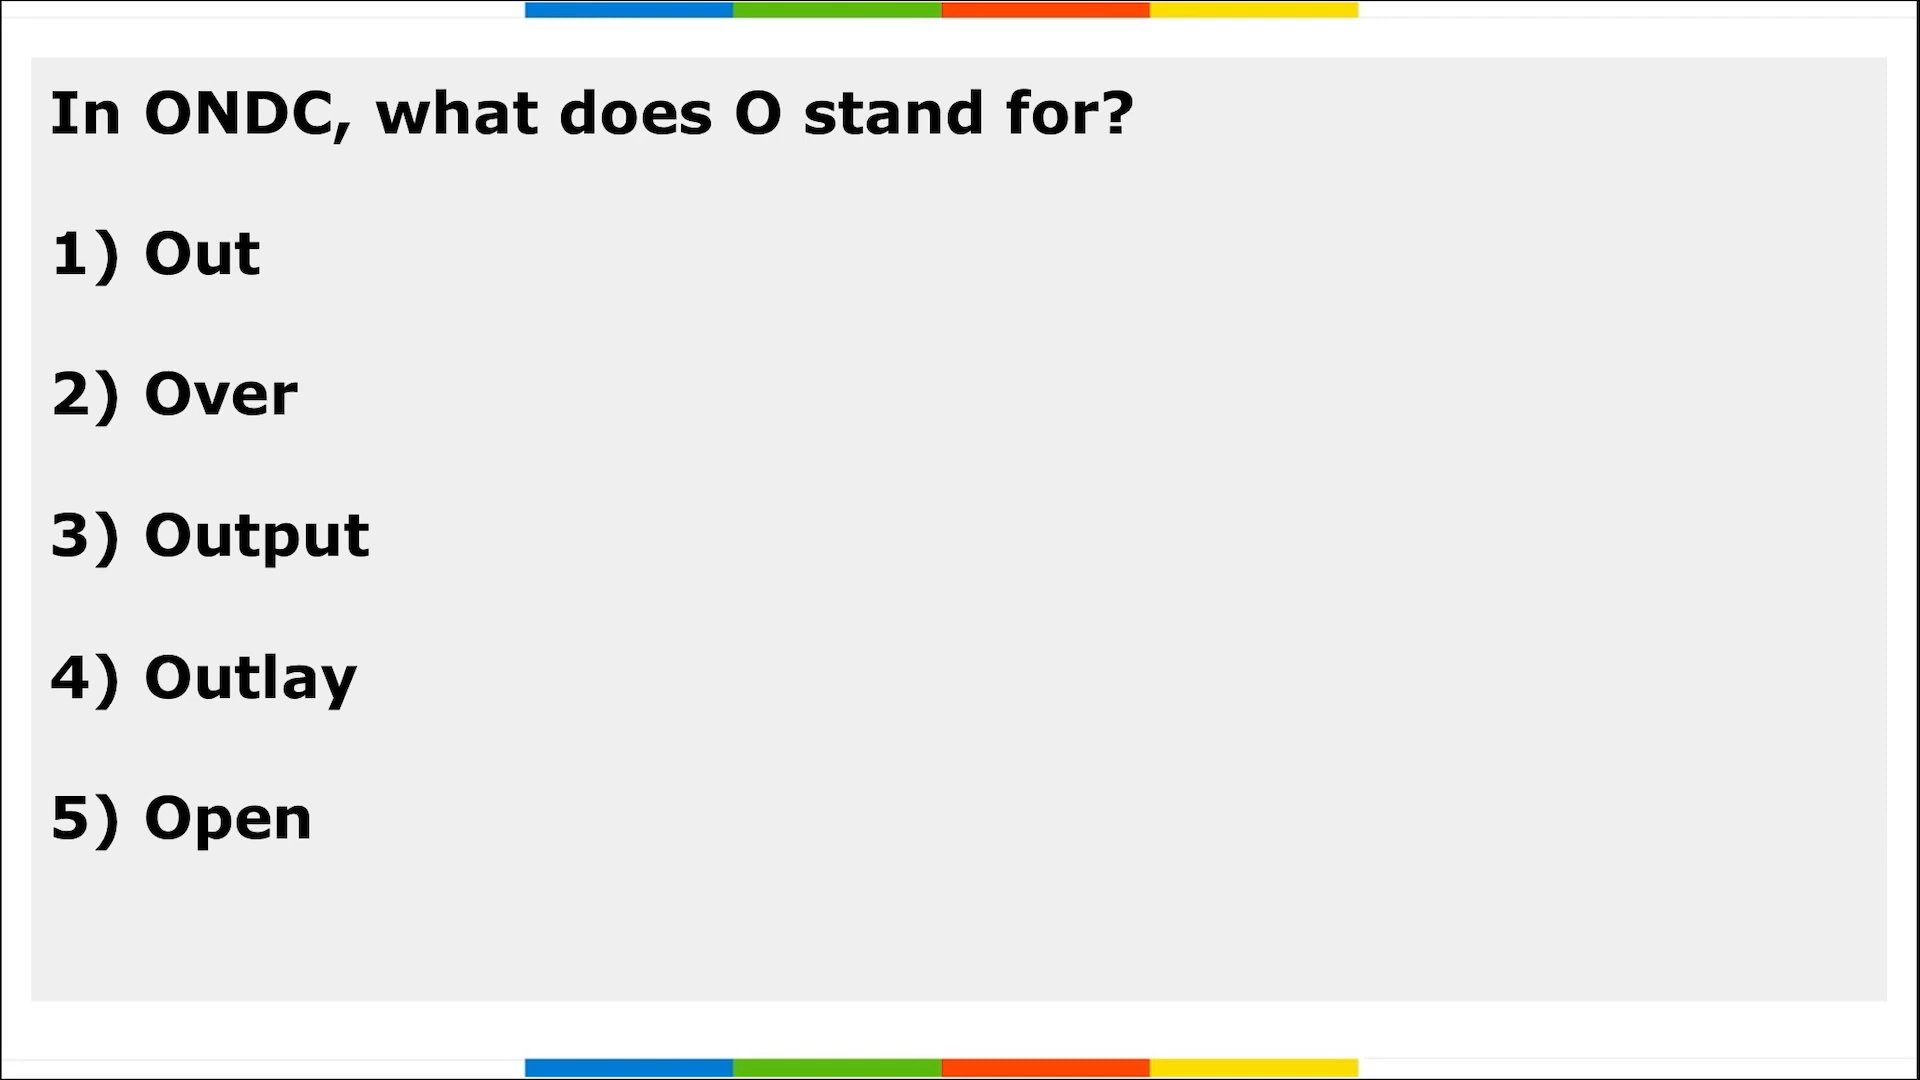 In ONDC, what does O stand for?
1) Out
2) Over
3) Output
4) Outlay
5) Open